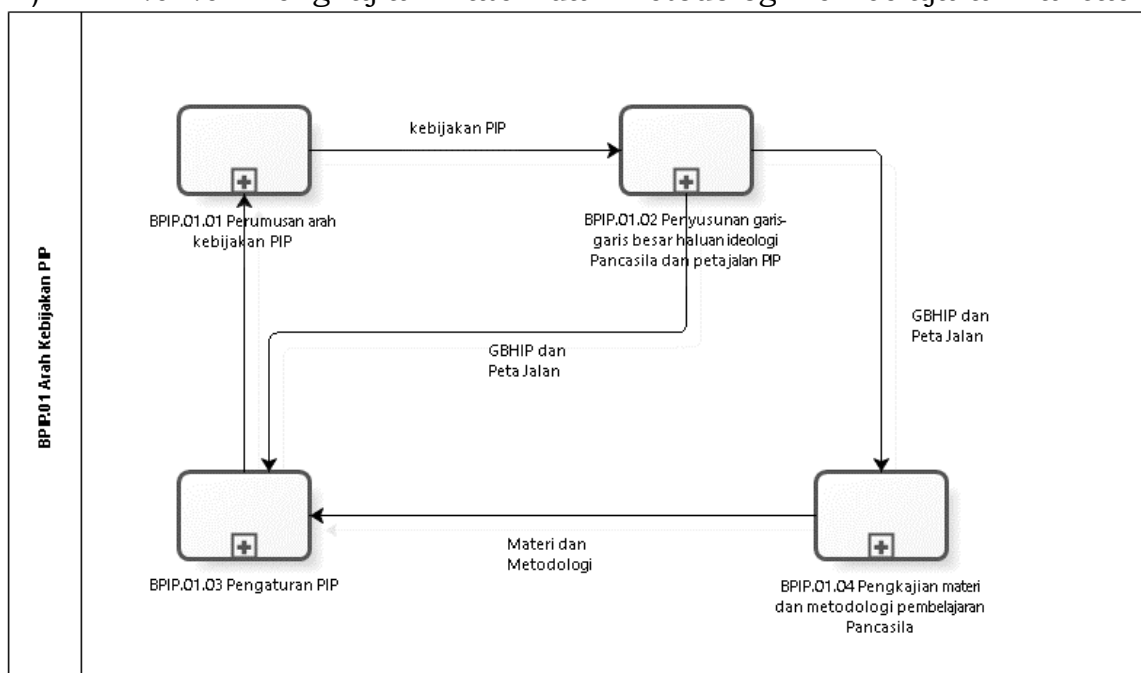 kebijakan PIP
BPIP.01.01 Perumusan arah
kebijakan PIP
BPIP.01.02 Penyusunan garis-
garis besar haluan ideologi
Pancasila dan peta jalan PIP
BPIP.01 Arah Kebijakan PIP
GBHIP dan
Peta Jalan
GBHIP dan
Peta Jalan
Materi dan
Metodologi
BPIP.01.03 Pengaturan PIP
BPIP.01.04 Pengkajian materi
dan metodologi pembelajaran
Pancasila